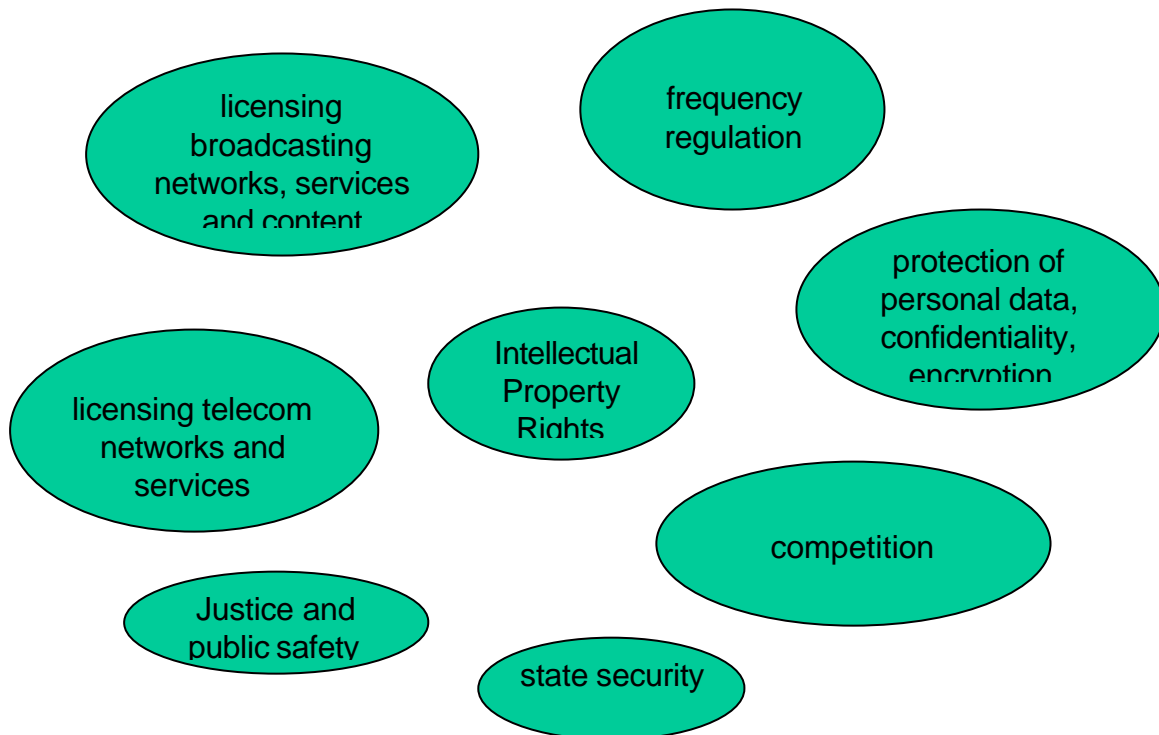 licensing
broadcasting
networks, services
and content
frequency
regulation
protection of
personal data,
confidentiality,
encryption
Intellectual
Property
Rights
licensing telecom
networks and
services
competition
Justice and
public safety
state security